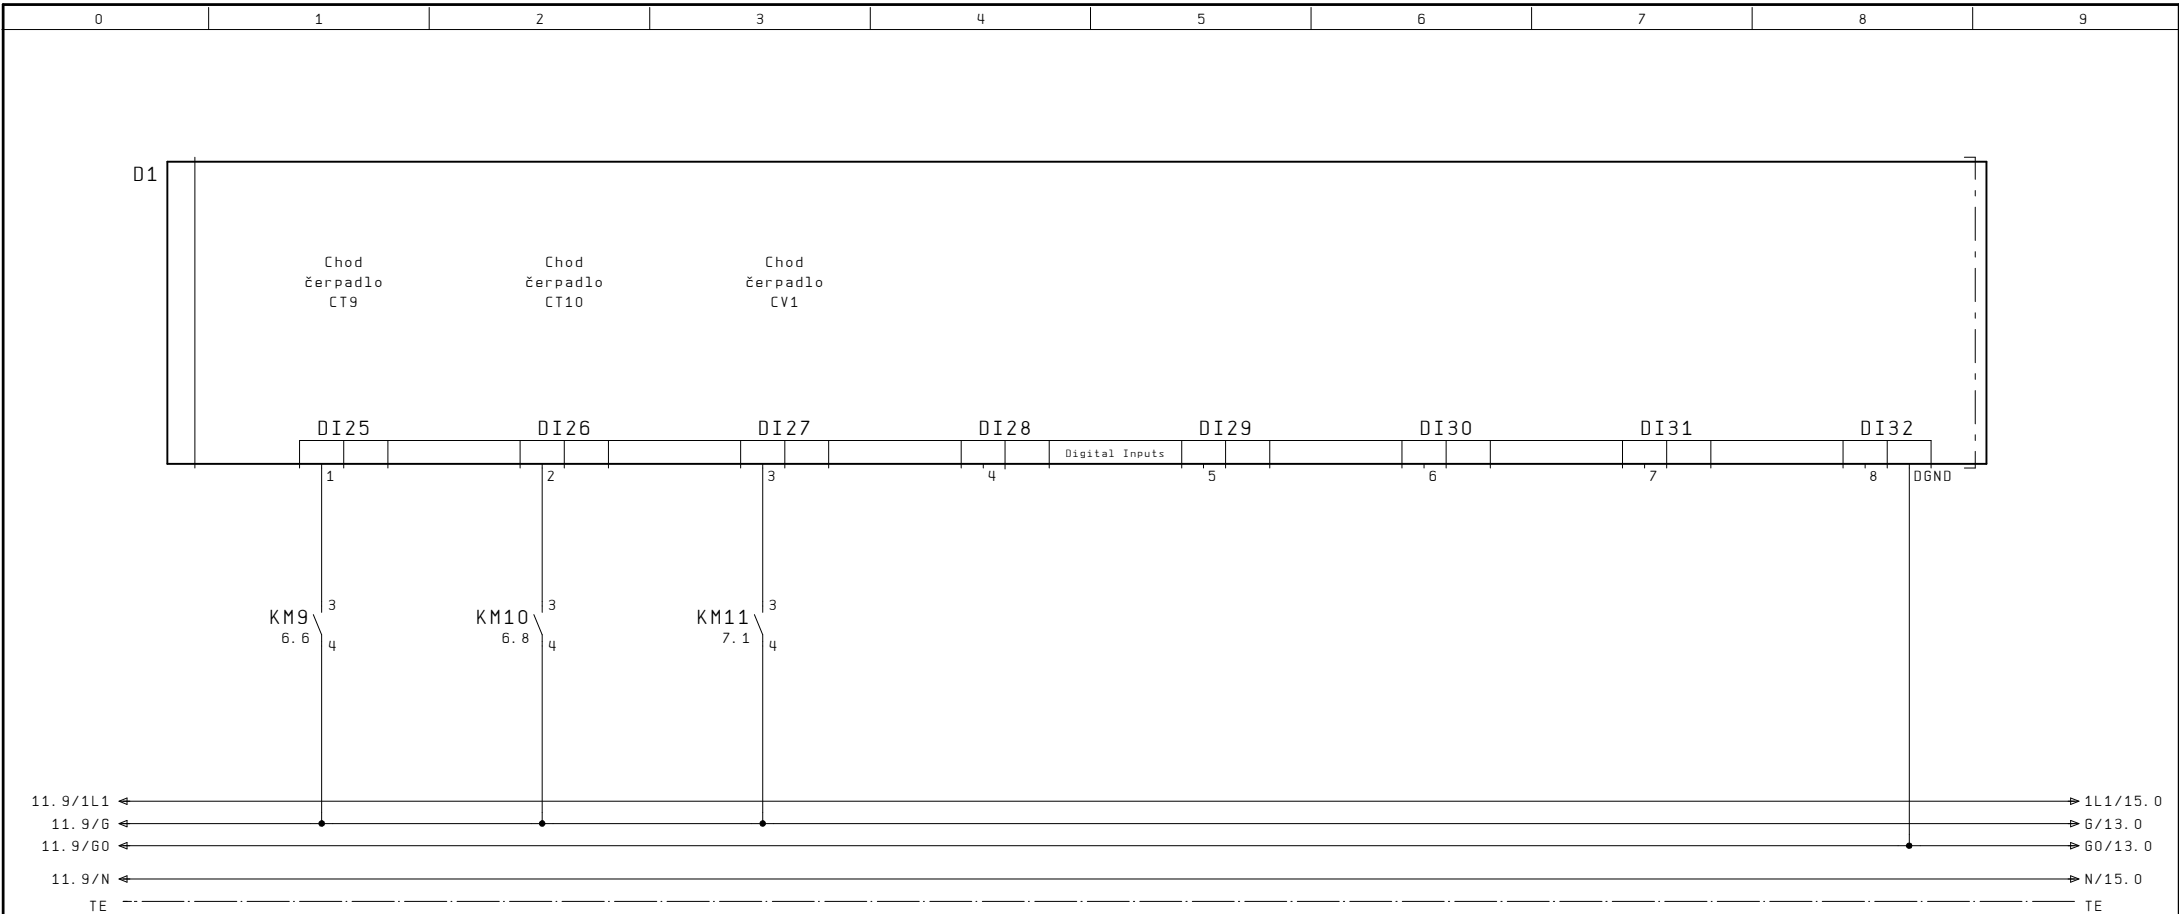 0 1 2 3 4 5 6 7 8 9
D1
Chod Chod Chod
čerpadlo čerpadlo čerpadlo
CT9 CT10 CV1
DI25 DI26 DI27 DI28 DI29 DI30 DI31 DI32
Digital Inputs
1 2 3 4 5 6 7 8 DGND
3 3 3
KM9 KM10 KM11
6.6 6.8 7.1
4 4 4
11.9/1L1 1L1/15.0
11.9/G G/13.0
11.9/G0 G0/13.0
11.9/N N/15.0
TE TE